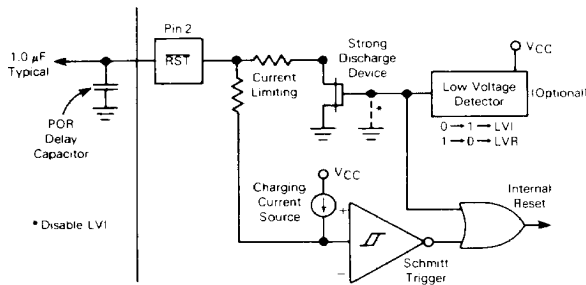 Pin 2
1.0 µF
Typical
RST
POR
Delay
Capacitor
* Disable LVI
Current
Limiting
Strong
Discharge
Device
*
VCC
Low Voltage
Detector
(Optional)
0→1→LVI
1→0→LVR
Charging
Current
Source
VCC
+
−
Schmitt
Trigger
Internal
Reset